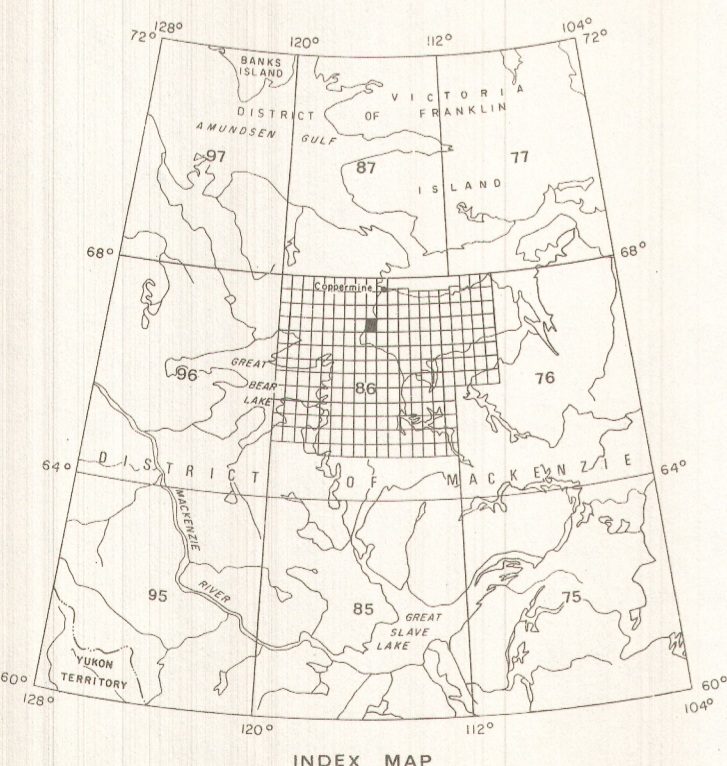 128°
104°
72°
120°
112°
72°
BANKS
ISLAND
VICTORIA
DISTRICT OF FRANKLIN
AMUNDSEN GULF
97
87
77
ISLAND
68°
68°
Coppermine
GREAT
96
86
76
BEAR
LAKE
64°
DISTRICT OF MACKENZIE
64°
MACKENZIE
RIVER
95
85
75
GREAT
SLAVE
LAKE
YUKON
TERRITORY
60°
60°
128°
104°
120°
112°
INDEX MAP